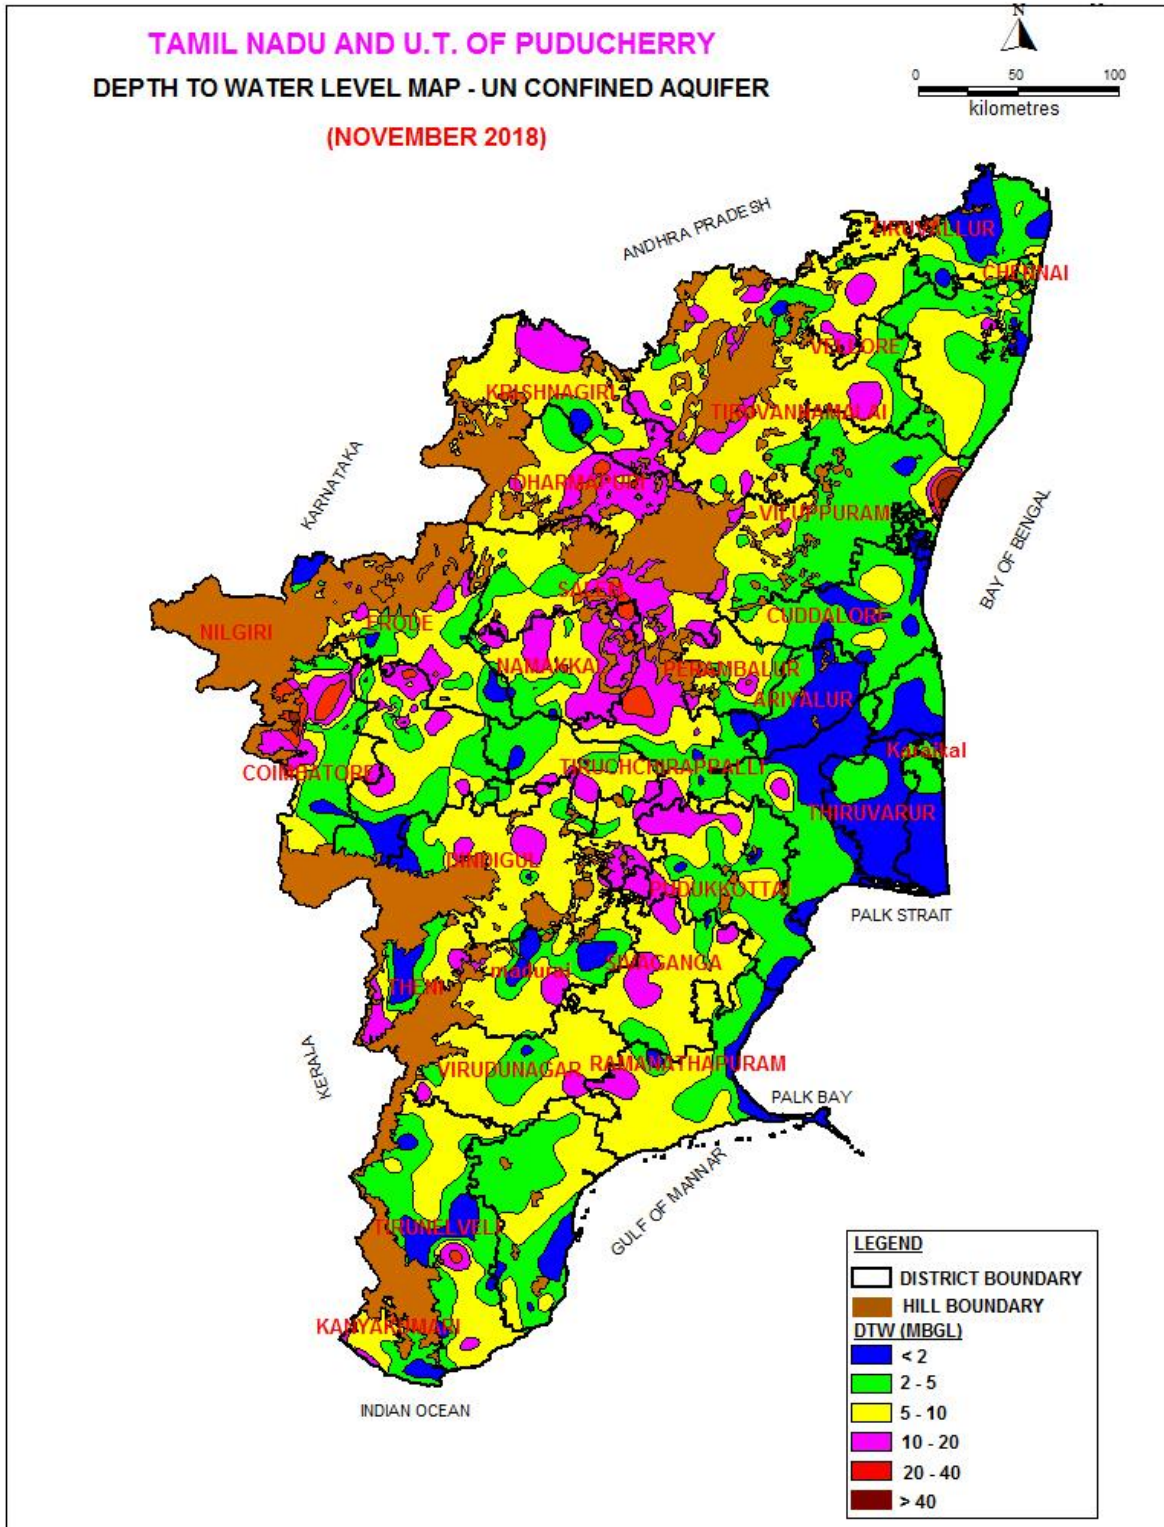 TAMIL NADU AND U.T. OF PUDUCHERRY
DEPTH TO WATER LEVEL MAP - UN CONFINED AQUIFER
(NOVEMBER 2018)
N
0 50 100
kilometres
ANDHRA PRADESH
TIRUVALLUR
CHENNAI
VELLORE
KRISHNAGIRI
TIRUVANNAMALAI
KARNATAKA
DHARMAPURI
VILUPPURAM
BAY OF BENGAL
SALEM
NILGIRI
ERODE
CUDDALORE
NAMAKKA
PERAMBALUR
ARIYALUR
Karaikal
COIMBATORE
TIRUCHCHIRAPPALLI
THIRUVARUR
DINDIGUL
PUDUKKOTTAI
PALK STRAIT
madurai
SIVAGANGA
THENI
KERALA
VIRUDUNAGAR
RAMANATHAPURAM
PALK BAY
GULF OF MANNAR
TIRUNELVELI
KANYAKUMARI
INDIAN OCEAN
LEGEND
DISTRICT BOUNDARY
HILL BOUNDARY
DTW (MBGL)
< 2
2 - 5
5 - 10
10 - 20
20 - 40
> 40